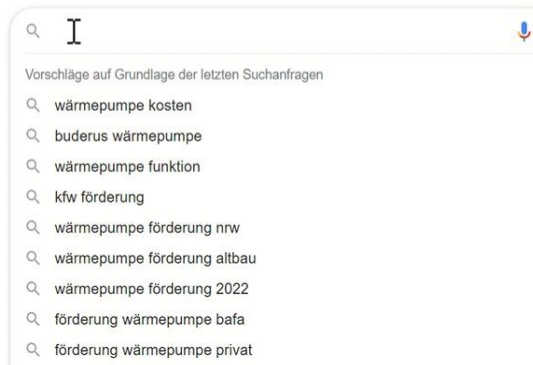 Vorschläge auf Grundlage der letzten Suchanfragen
wärmepumpe kosten
buderus wärmepumpe
wärmepumpe funktion
kfw förderung
wärmepumpe förderung nrw
wärmepumpe förderung altbau
wärmepumpe förderung 2022
förderung wärmepumpe bafa
förderung wärmepumpe privat